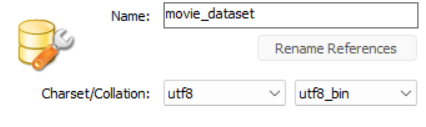 Name: movie_dataset
Rename References
Charset/Collation: utf8 utf8_bin